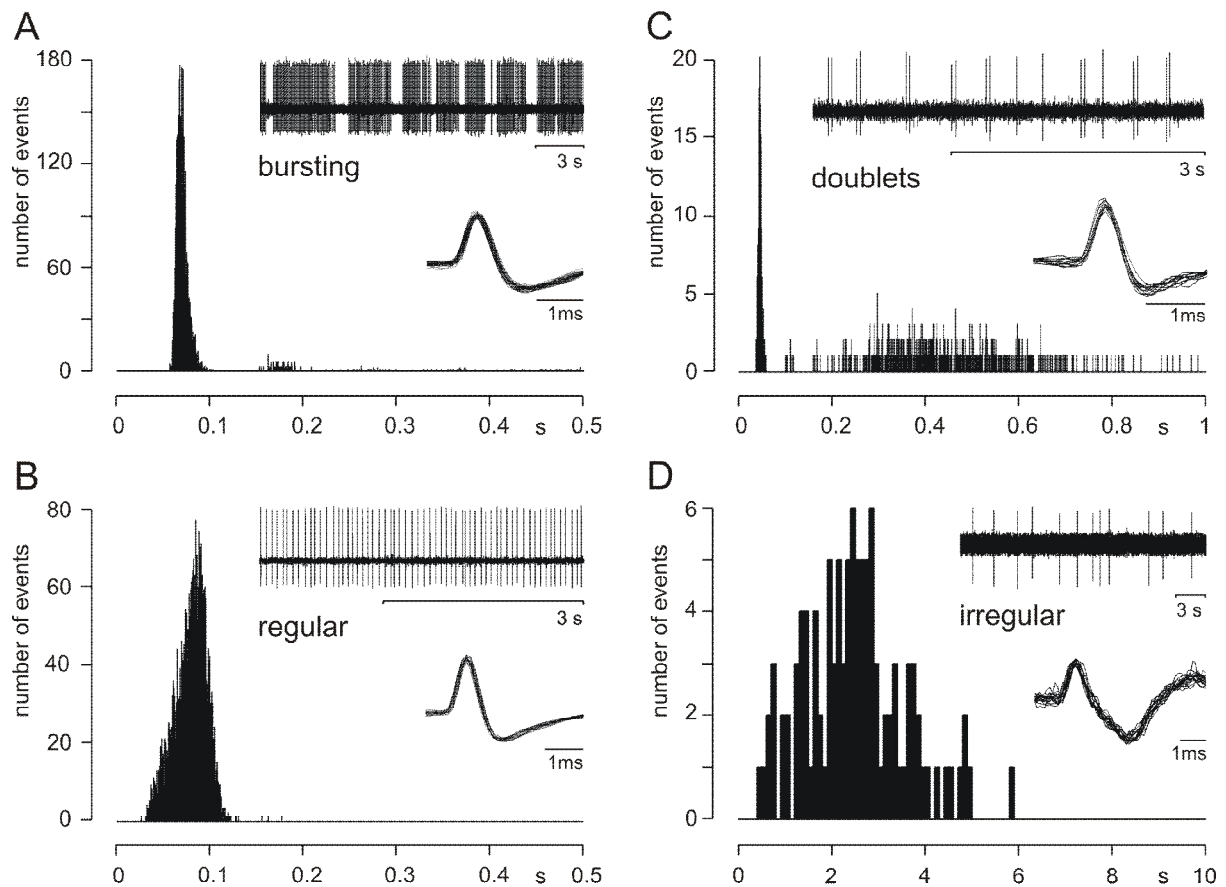 A
number of events
180
120
60
0
3 s
bursting
1ms
0 0.1 0.2 0.3 0.4 s 0.5
B
number of events
80
60
40
20
0
3 s
regular
1ms
0 0.1 0.2 0.3 0.4 s 0.5
C
number of events
20
15
10
5
0
3 s
doublets
1ms
0 0.2 0.4 0.6 0.8 s 1
D
number of events
6
4
2
0
3 s
irregular
1ms
0 2 4 6 8 s 10